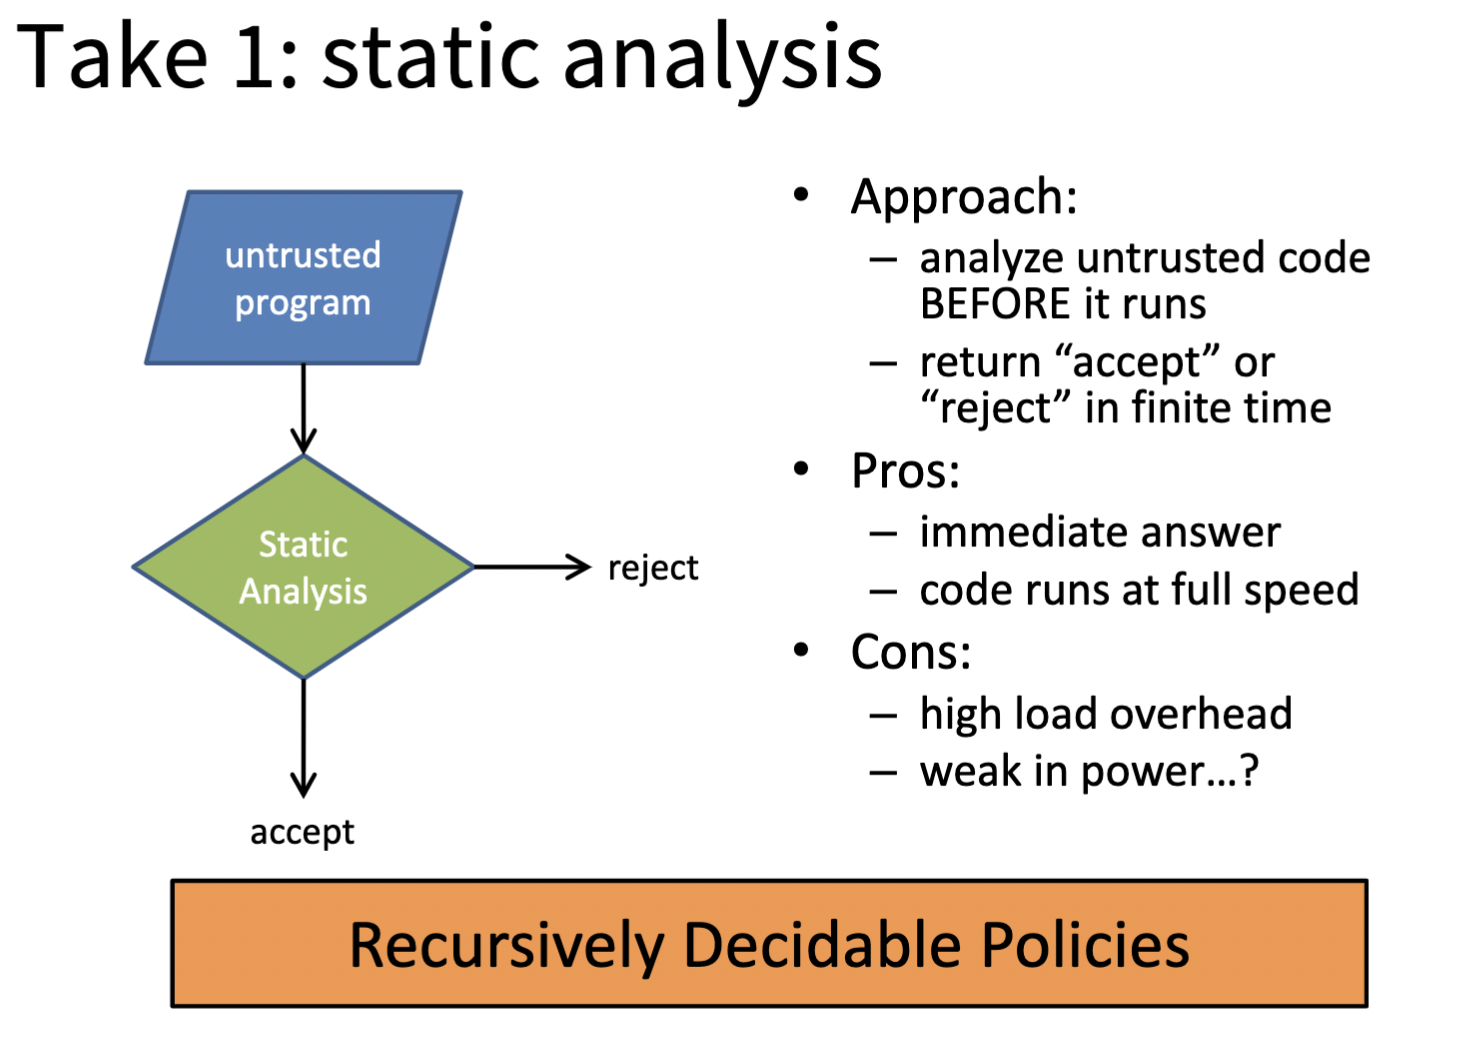 Take 1: static analysis
untrusted
program
Static
Analysis
reject
accept
• Approach:
– analyze untrusted code
BEFORE it runs
– return “accept” or
“reject” in finite time
• Pros:
– immediate answer
– code runs at full speed
• Cons:
– high load overhead
– weak in power...?
Recursively Decidable Policies